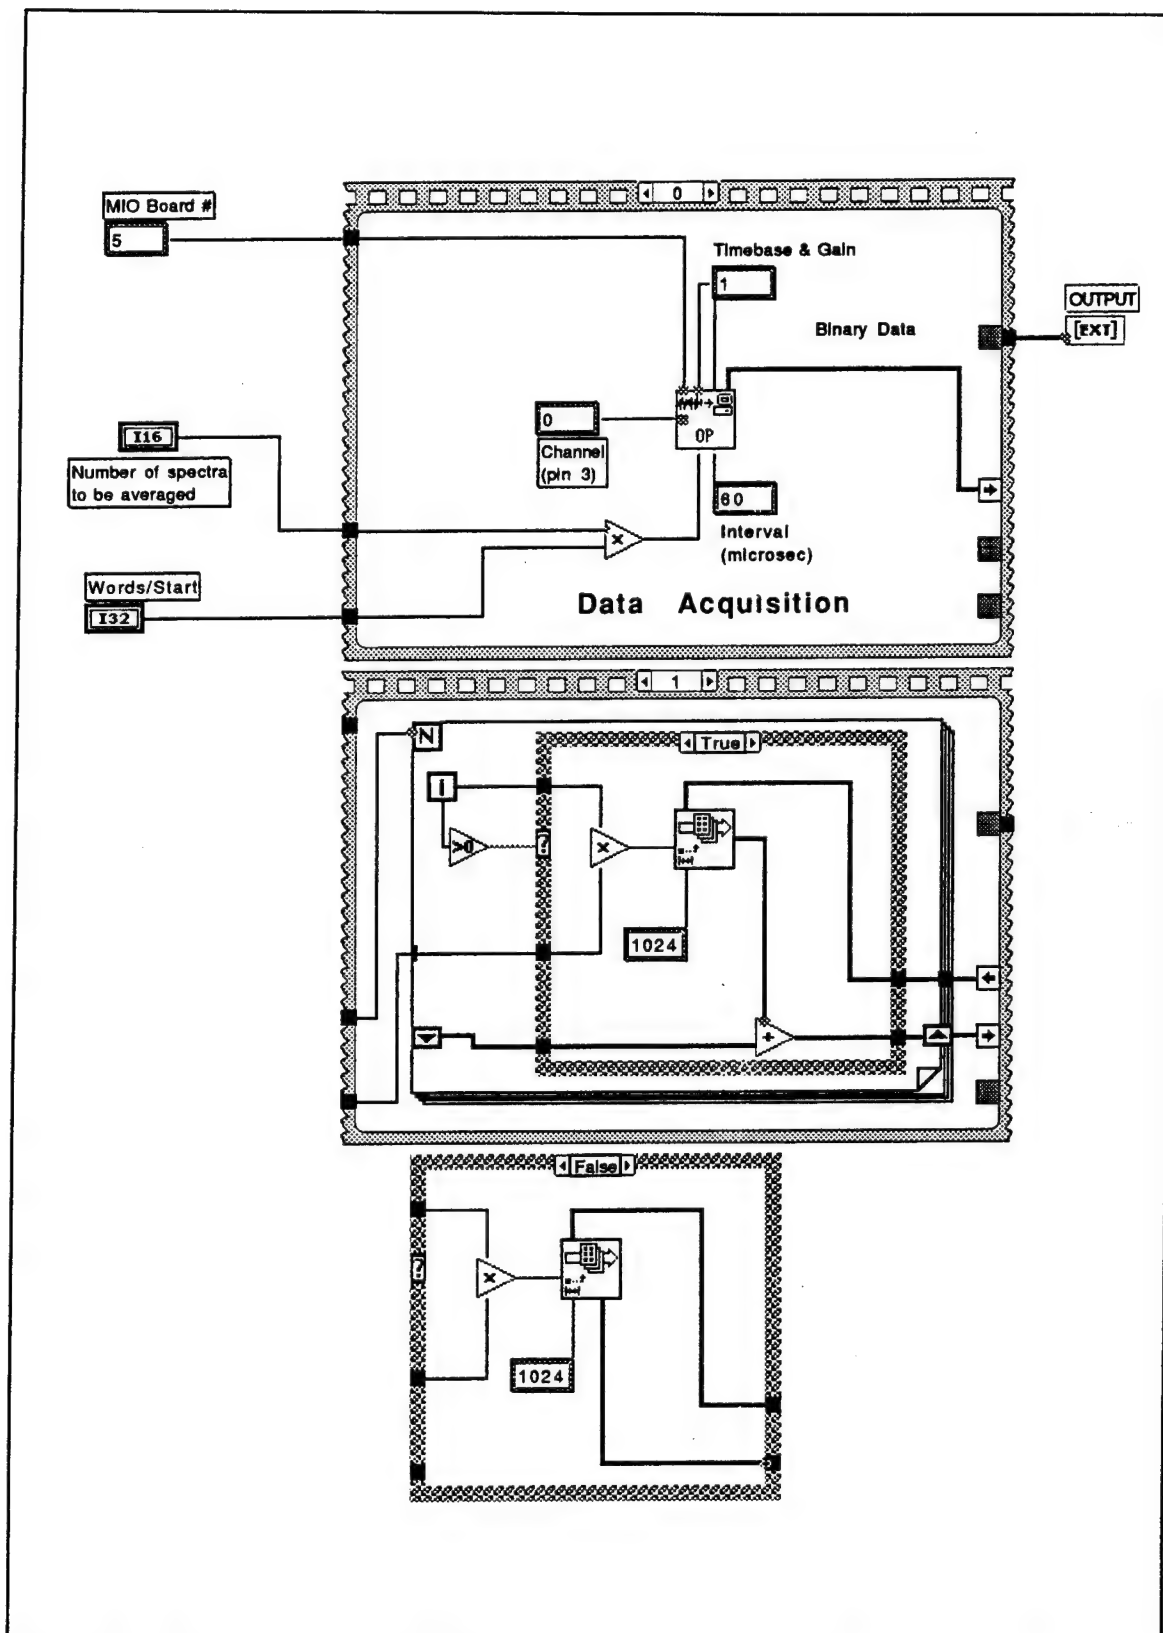 0
MIO Board #
5
Timebase & Gain
1
OUTPUT
[EXT]
Binary Data
0
OP
I16
Channel
(pin 3)
Number of spectra
to be averaged
60
x
Interval
(microsec)
Words/Start
I32
Data Acquisition
1
N
True
i
>0
?
x
1024
+
False
?
x
1024